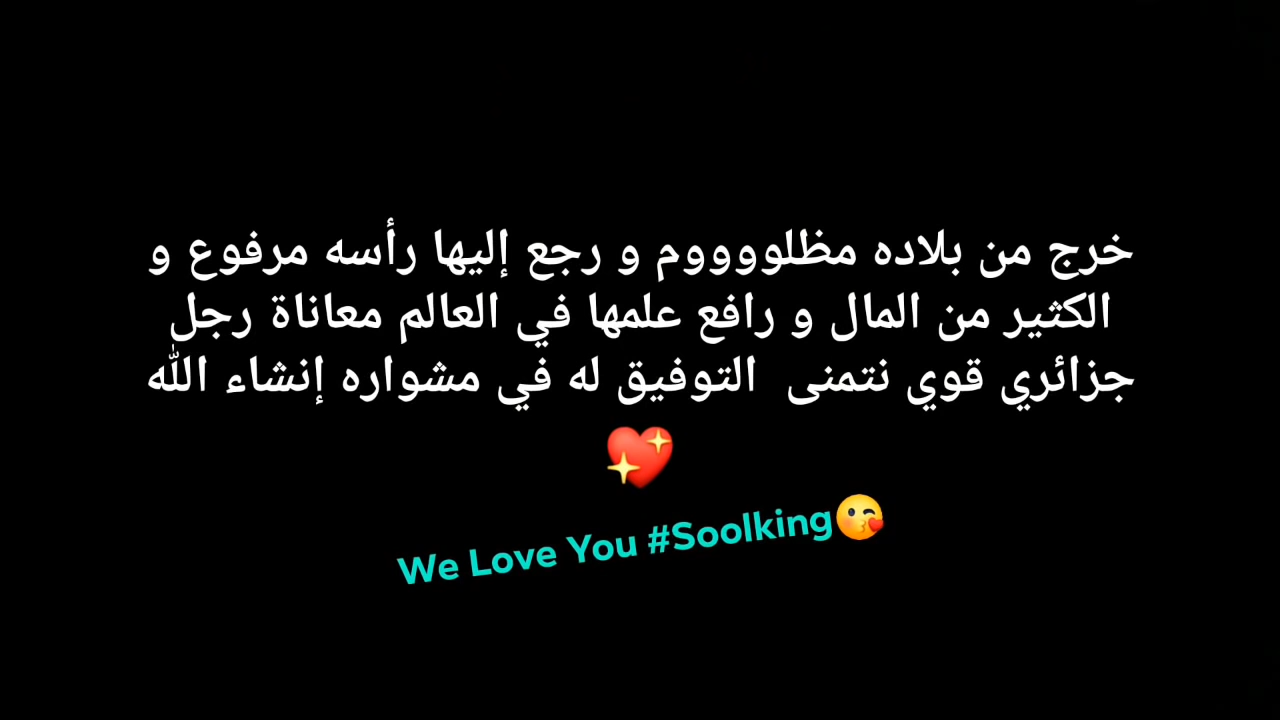 خرج من بلاده مظلووووم و رجع إليها رأسه مرفوع و
الكثير من المال و رافع علمها في العالم معاناة رجل
جزائري قوي نتمنى  التوفيق له في مشواره إنشاء الله
💖
We Love You #Soolking😘